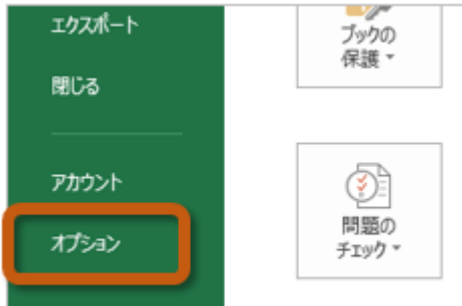 エクスポート
閉じる
アカウント
オプション
ブックの
保護
問題の
チェック